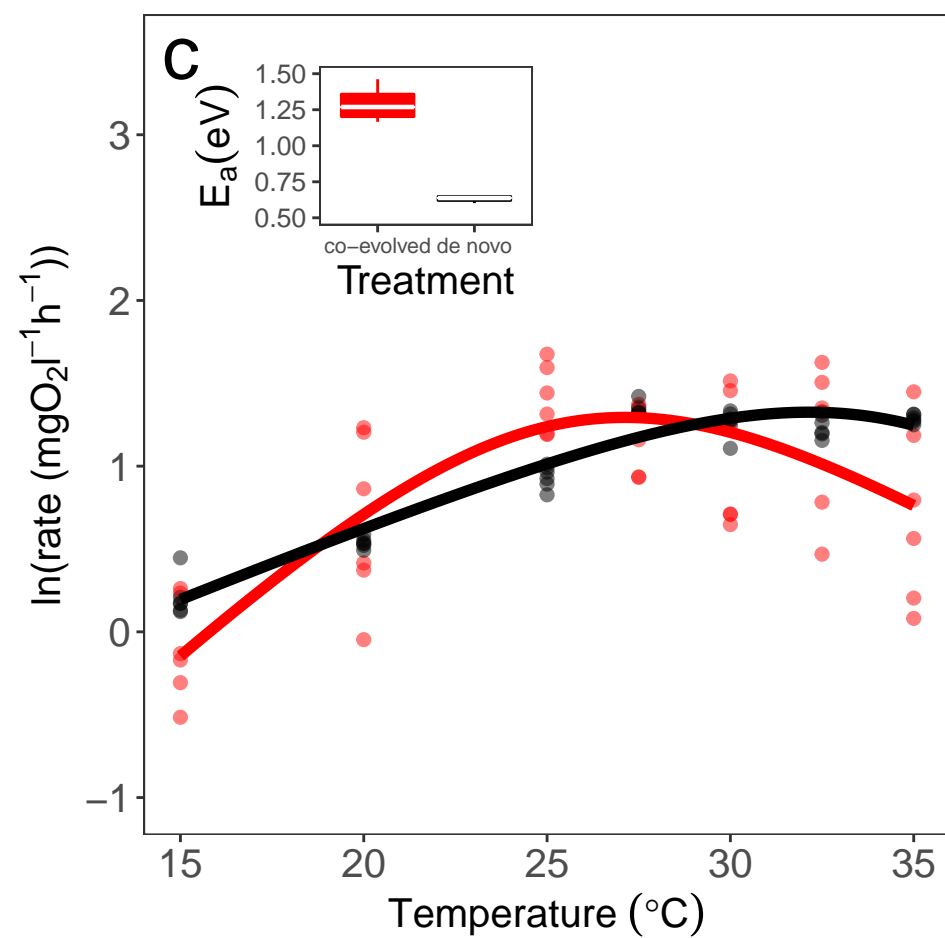 C
E_a(eV)
1.50
1.25
1.00
0.75
0.50
co−evolved de novo
Treatment
ln(rate (mgO₂l⁻¹h⁻¹))
3
2
1
0
−1
15 20 25 30 35
Temperature (°C)